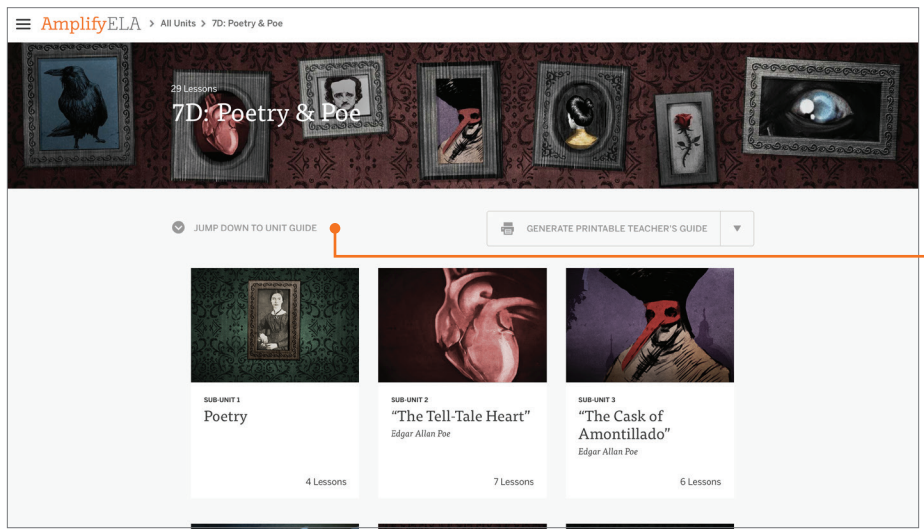 AmplifyELA > All Units > 7D: Poetry & Poe
29 Lessons
7D: Poetry & Poe
JUMP DOWN TO UNIT GUIDE
GENERATE PRINTABLE TEACHER'S GUIDE
SUB-UNIT 1
Poetry
4 Lessons
SUB-UNIT 2
“The Tell-Tale Heart”
Edgar Allan Poe
7 Lessons
SUB-UNIT 3
“The Cask of
Amontillado”
Edgar Allan Poe
6 Lessons